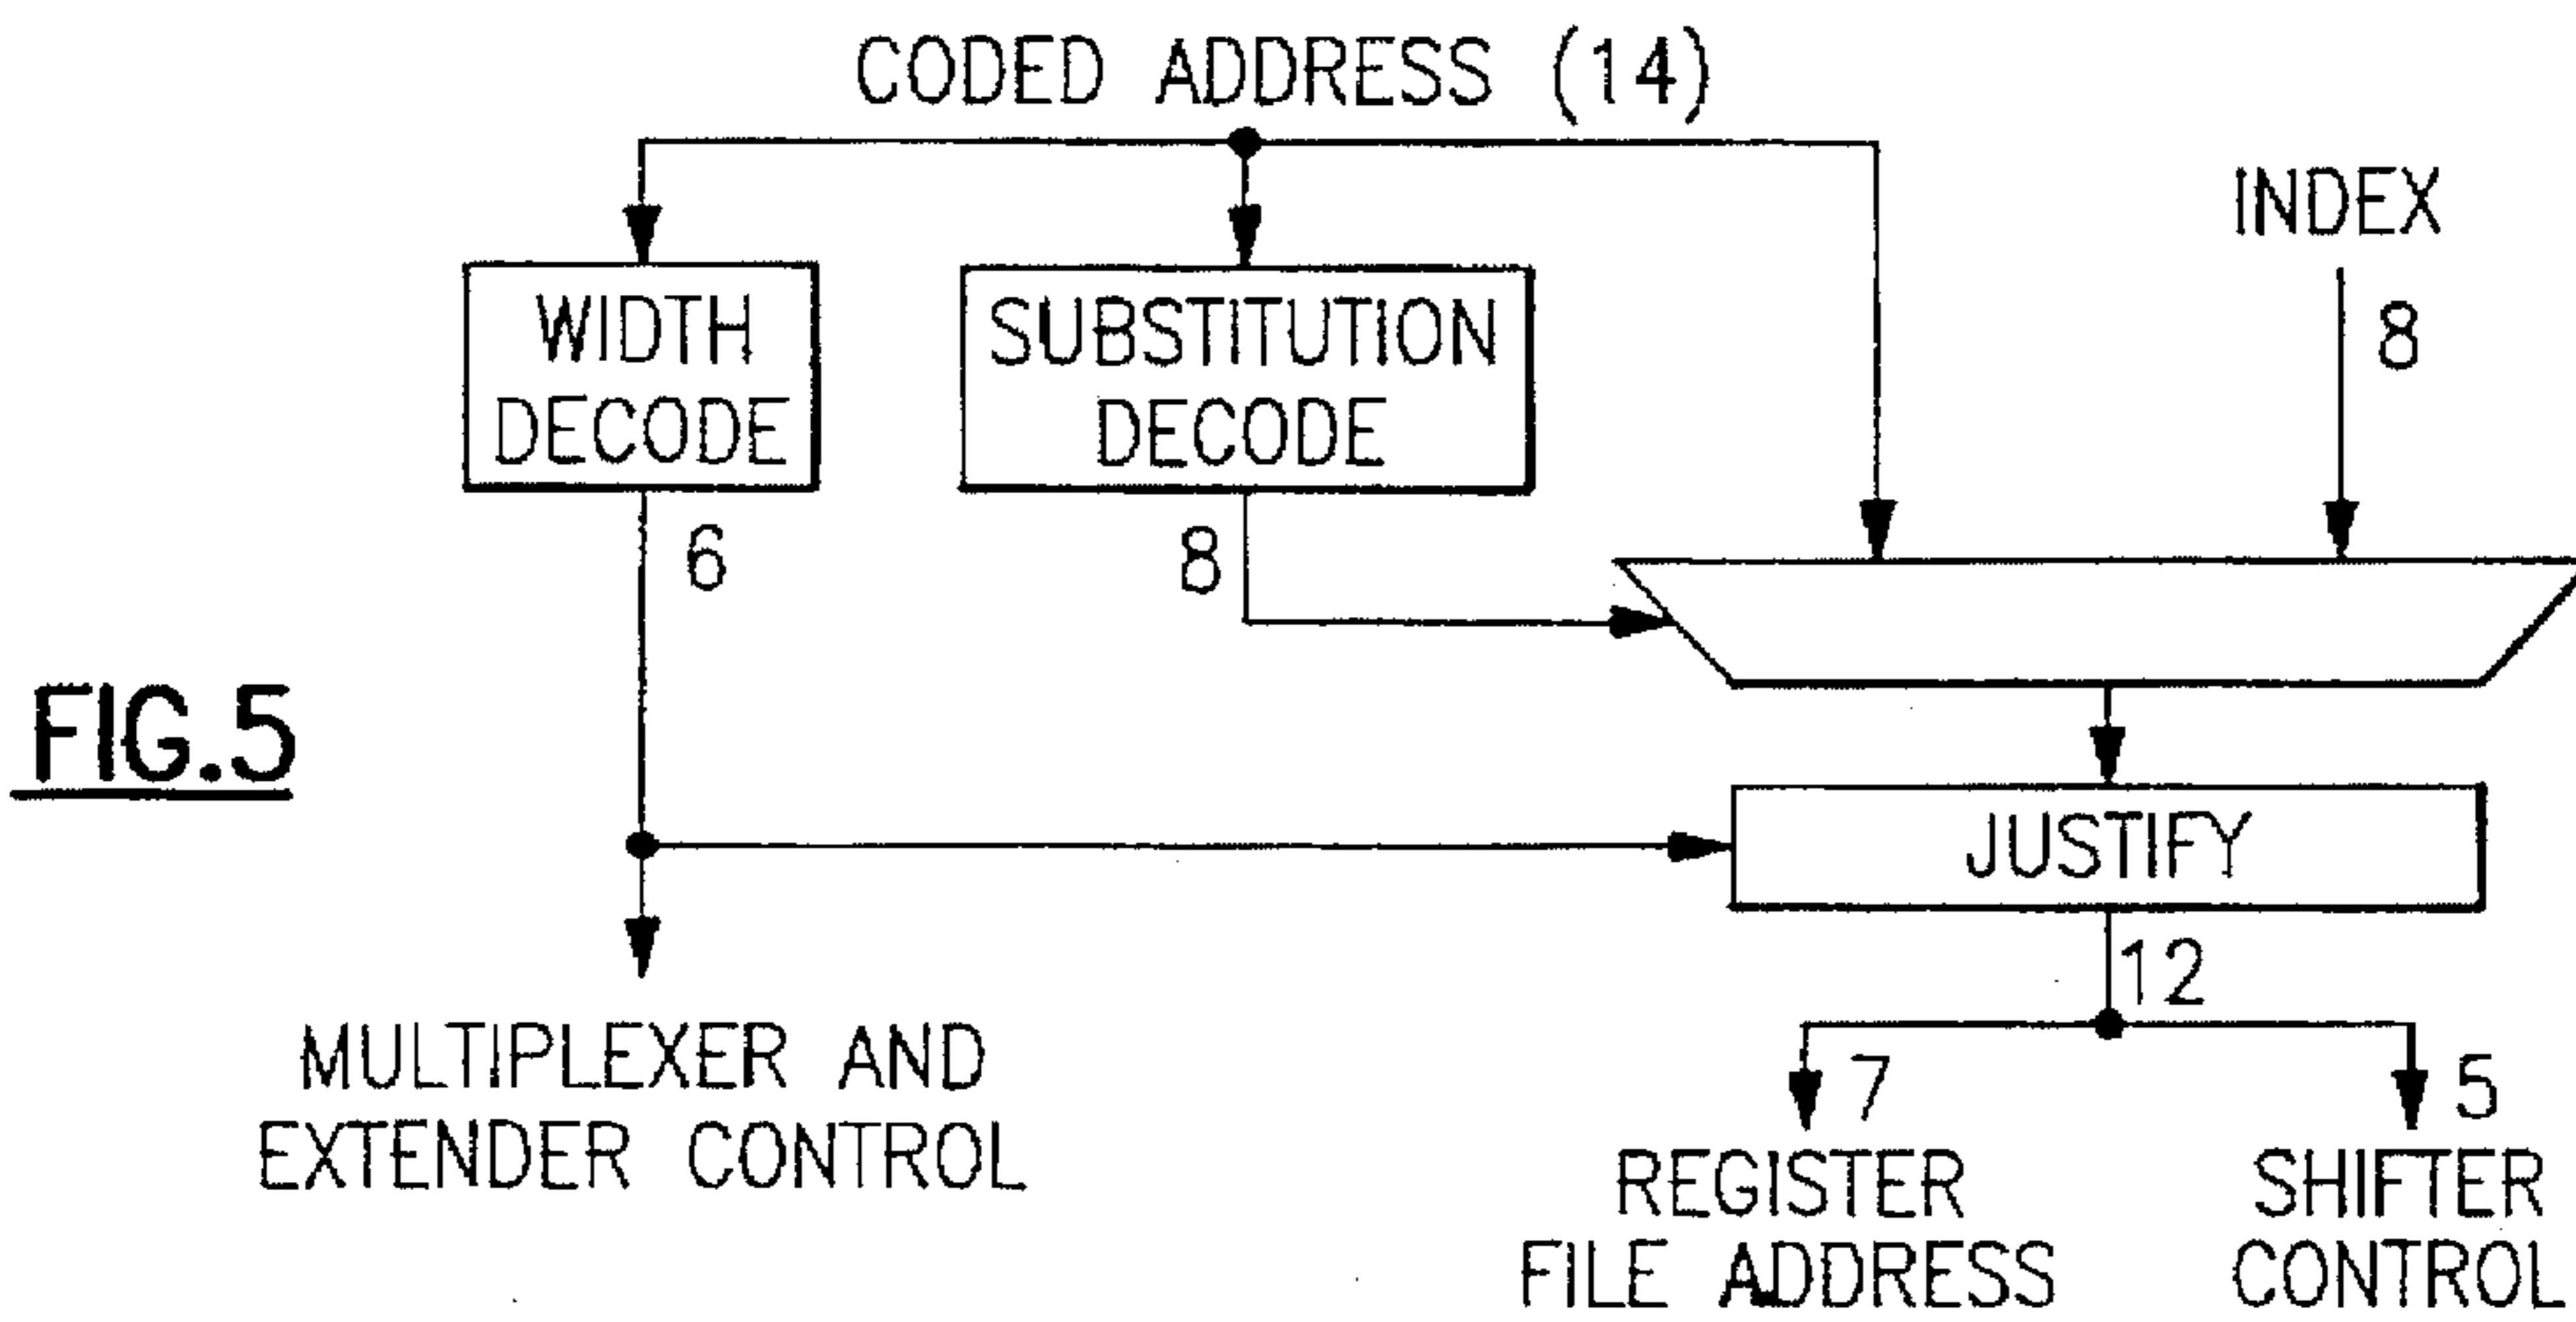 CODED ADDRESS (14)
INDEX
8
WIDTH
DECODE
SUBSTITUTION
DECODE
6
8
FIG.5
JUSTIFY
12
7
5
MULTIPLEXER AND
EXTENDER CONTROL
REGISTER
FILE ADDRESS
SHIFTER
CONTROL